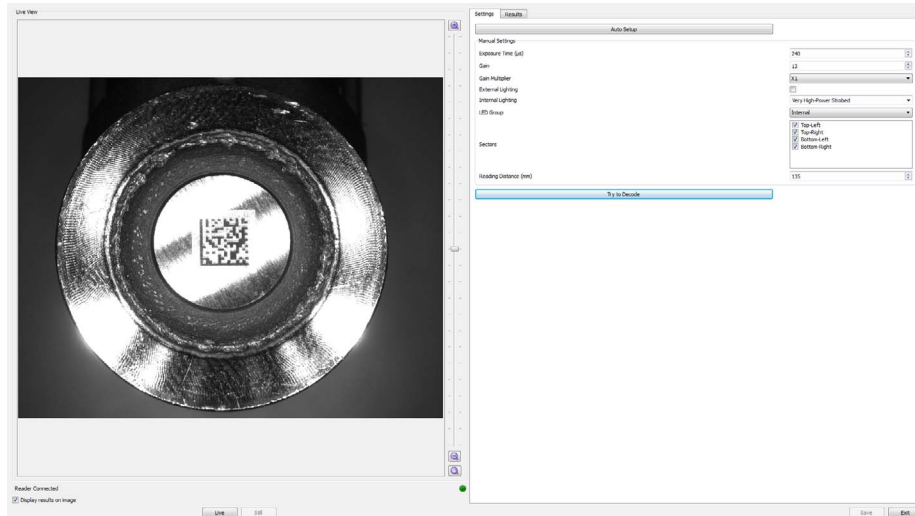 Live View
Settings
Results
Auto Setup
Manual Settings
Exposure Time (µs)
240
Gain
13
Gain Multiplier
X1
External Lighting
Internal Lighting
Very High-Power Strobed
LED Group
Internal
Sectors
Top-Left
Top-Right
Bottom-Left
Bottom-Right
Reading Distance (mm)
135
Try to Decode
Reader Connected
Display results on image
Live
Still
Save
Exit